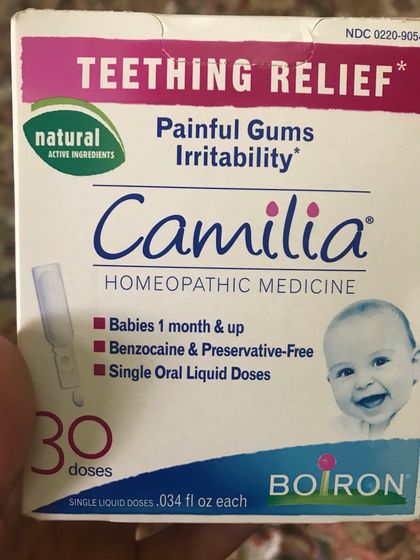 NDC 0220-905
TEETHING RELIEF*
natural
ACTIVE INGREDIENTS
Painful Gums
Irritability*
Camilia®
HOMEOPATHIC MEDICINE
Babies 1 month & up
Benzocaine & Preservative-Free
Single Oral Liquid Doses
30
doses
SINGLE LIQUID DOSES .034 fl oz each
BOIRON®